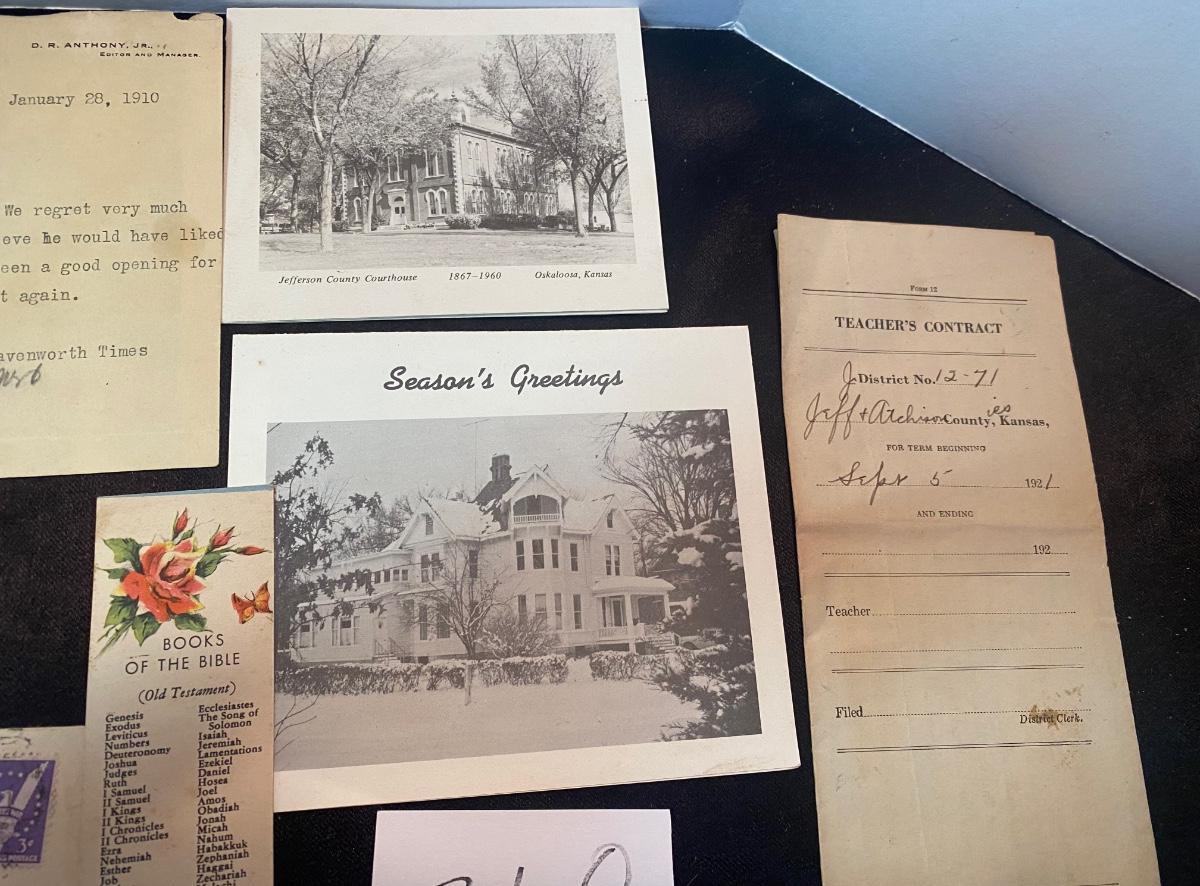 D. R. ANTHONY, JR.,
EDITOR AND MANAGER.
January 28, 1910
We regret very much
eve he would have liked
een a good opening for
t again.
avenworth Times
Jefferson County Courthouse 1867-1960 Oskaloosa, Kansas
Season's Greetings
BOOKS
OF THE BIBLE
(Old Testament)
Genesis
Exodus
Leviticus
Numbers
Deuteronomy
Joshua
Judges
Ruth
I Samuel
II Samuel
I Kings
II Kings
I Chronicles
II Chronicles
Ezra
Nehemiah
Esther
Job
Ecclesiastes
The Song of
Solomon
Isaiah
Jeremiah
Lamentations
Ezekiel
Daniel
Hosea
Joel
Amos
Obadiah
Jonah
Micah
Nahum
Habakkuk
Zephaniah
Haggai
Zechariah
Malachi
3¢
POSTAGE
FORM 12
TEACHER'S CONTRACT
J District No. 12-71
Jeff + Atchison Counties, Kansas,
FOR TERM BEGINNING
Sept 5 1921
AND ENDING
192
Teacher
Filed
District Clerk.